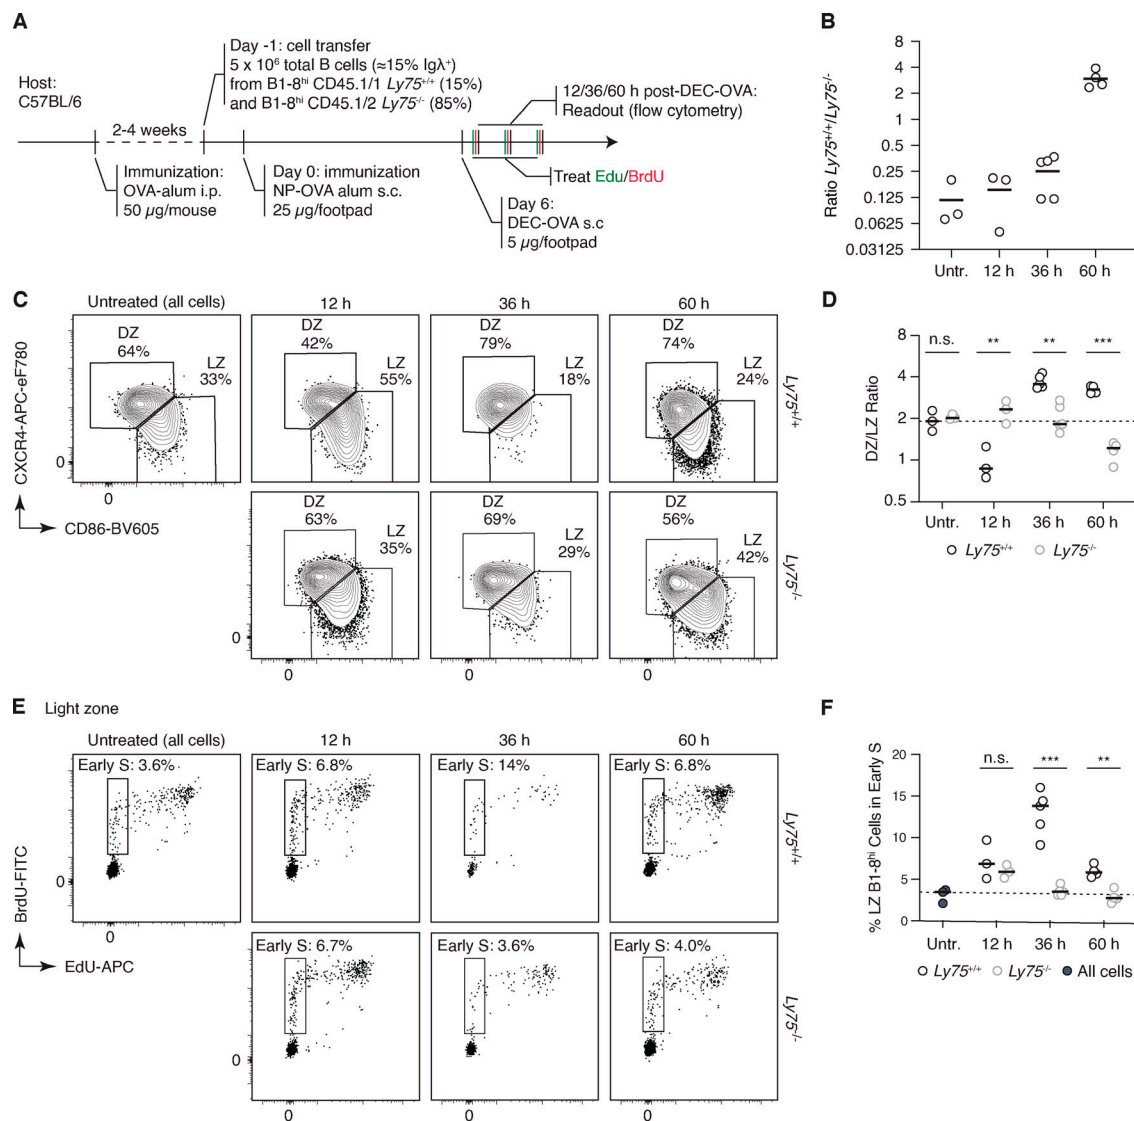 A
Host:
C57BL/6
2-4 weeks
Day -1: cell transfer
5 x 10⁶ total B cells (≈15% Igλ⁺)
from B1-8ʰⁱ CD45.1/1 Ly75⁺/⁺ (15%)
and B1-8ʰⁱ CD45.1/2 Ly75⁻/⁻ (85%)
12/36/60 h post-DEC-OVA:
Readout (flow cytometry)
Immunization:
OVA-alum i.p.
50 µg/mouse
Day 0: immunization
NP-OVA alum s.c.
25 µg/footpad
Treat Edu/BrdU
Day 6:
DEC-OVA s.c
5 µg/footpad
B
Ratio Ly75⁺/⁺/Ly75⁻/⁻
8
4
2
1
0.5
0.25
0.125
0.0625
0.03125
Untr. 12 h 36 h 60 h
C
Untreated (all cells) 12 h 36 h 60 h
DZ
64%
LZ
33%
DZ
42%
LZ
55%
DZ
79%
LZ
18%
DZ
74%
LZ
24%
Ly75⁺/⁺
CXCR4-APC-eF780
0
0
CD86-BV605
DZ
63%
LZ
35%
DZ
69%
LZ
29%
DZ
56%
LZ
42%
Ly75⁻/⁻
0
0 0 0
D
DZ/LZ Ratio
8
4
2
1
0.5
n.s. ** ** ***
Untr. 12 h 36 h 60 h
Ly75⁺/⁺ Ly75⁻/⁻
E Light zone
Untreated (all cells) 12 h 36 h 60 h
Early S: 3.6% Early S: 6.8% Early S: 14% Early S: 6.8%
Ly75⁺/⁺
BrdU-FITC
0
0
EdU-APC
Early S: 6.7% Early S: 3.6% Early S: 4.0%
Ly75⁻/⁻
0
0 0 0
F
% LZ B1-8ʰⁱ Cells in Early S
20
15
10
5
0
n.s. *** **
Untr. 12 h 36 h 60 h
Ly75⁺/⁺ Ly75⁻/⁻ All cells